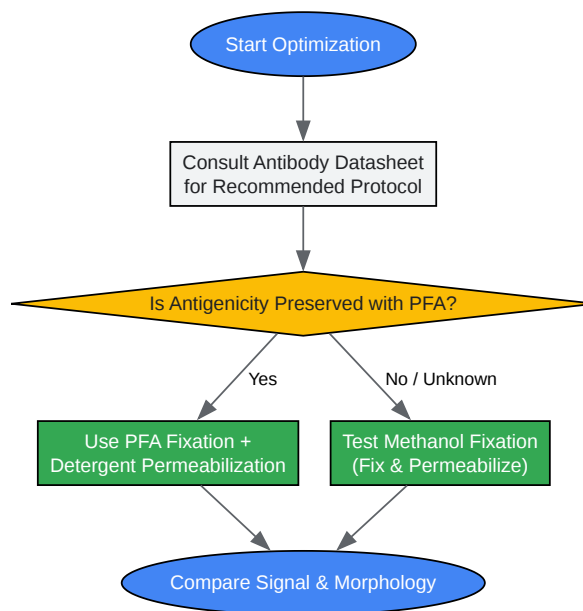 Start Optimization
Consult Antibody Datasheet
for Recommended Protocol
Is Antigenicity Preserved with PFA?
Yes
No / Unknown
Use PFA Fixation +
Detergent Permeabilization
Test Methanol Fixation
(Fix & Permeabilize)
Compare Signal & Morphology